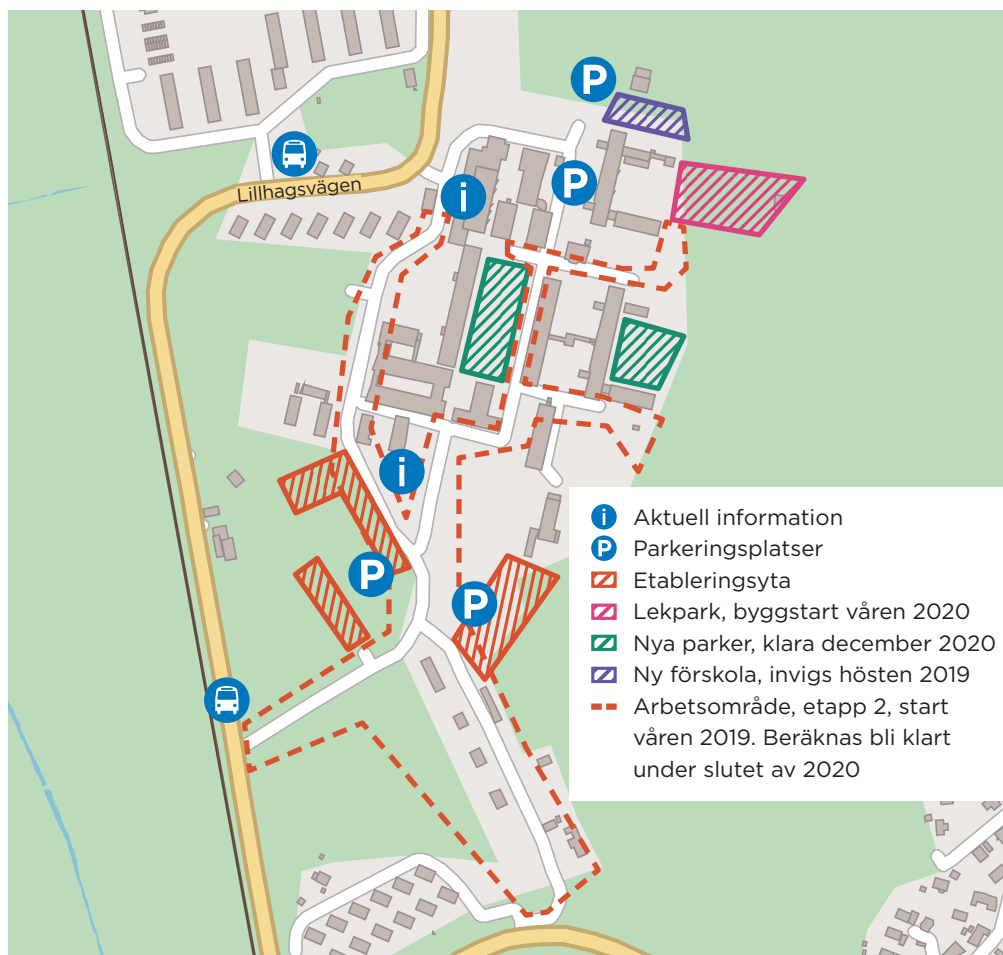 P
P
Lillhagsvägen
i
i
P
P
i Aktuell information
P Parkeringsplatser
Etableringsyta
Lekpark, byggstart våren 2020
Nya parker, klara december 2020
Ny förskola, invigs hösten 2019
Arbetsområde, etapp 2, start
våren 2019. Beräknas bli klart
under slutet av 2020